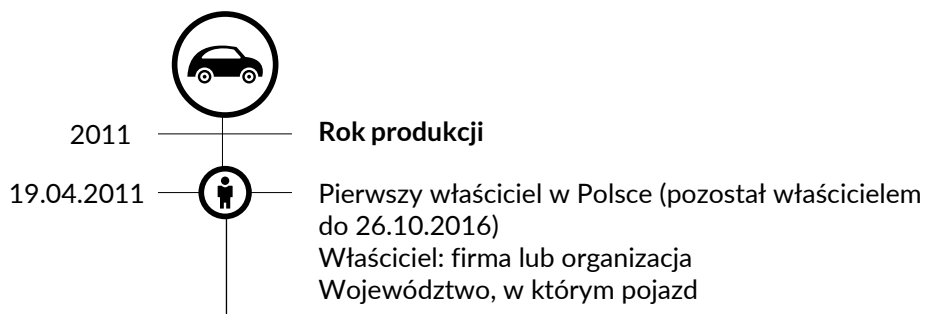 2011 Rok produkcji
19.04.2011 Pierwszy właściciel w Polsce (pozostał właścicielem
do 26.10.2016)
Właściciel: firma lub organizacja
Województwo, w którym pojazd